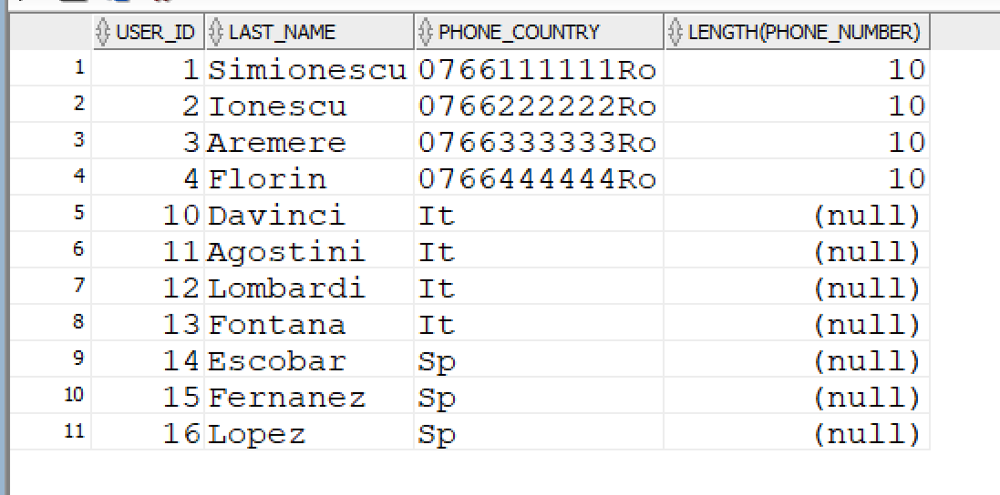 USER_ID LAST_NAME PHONE_COUNTRY LENGTH(PHONE_NUMBER)
1 1 Simionescu 0766111111Ro 10
2 2 Ionescu 0766222222Ro 10
3 3 Aremere 0766333333Ro 10
4 4 Florin 0766444444Ro 10
5 10 Davinci It (null)
6 11 Agostini It (null)
7 12 Lombardi It (null)
8 13 Fontana It (null)
9 14 Escobar Sp (null)
10 15 Fernanez Sp (null)
11 16 Lopez Sp (null)